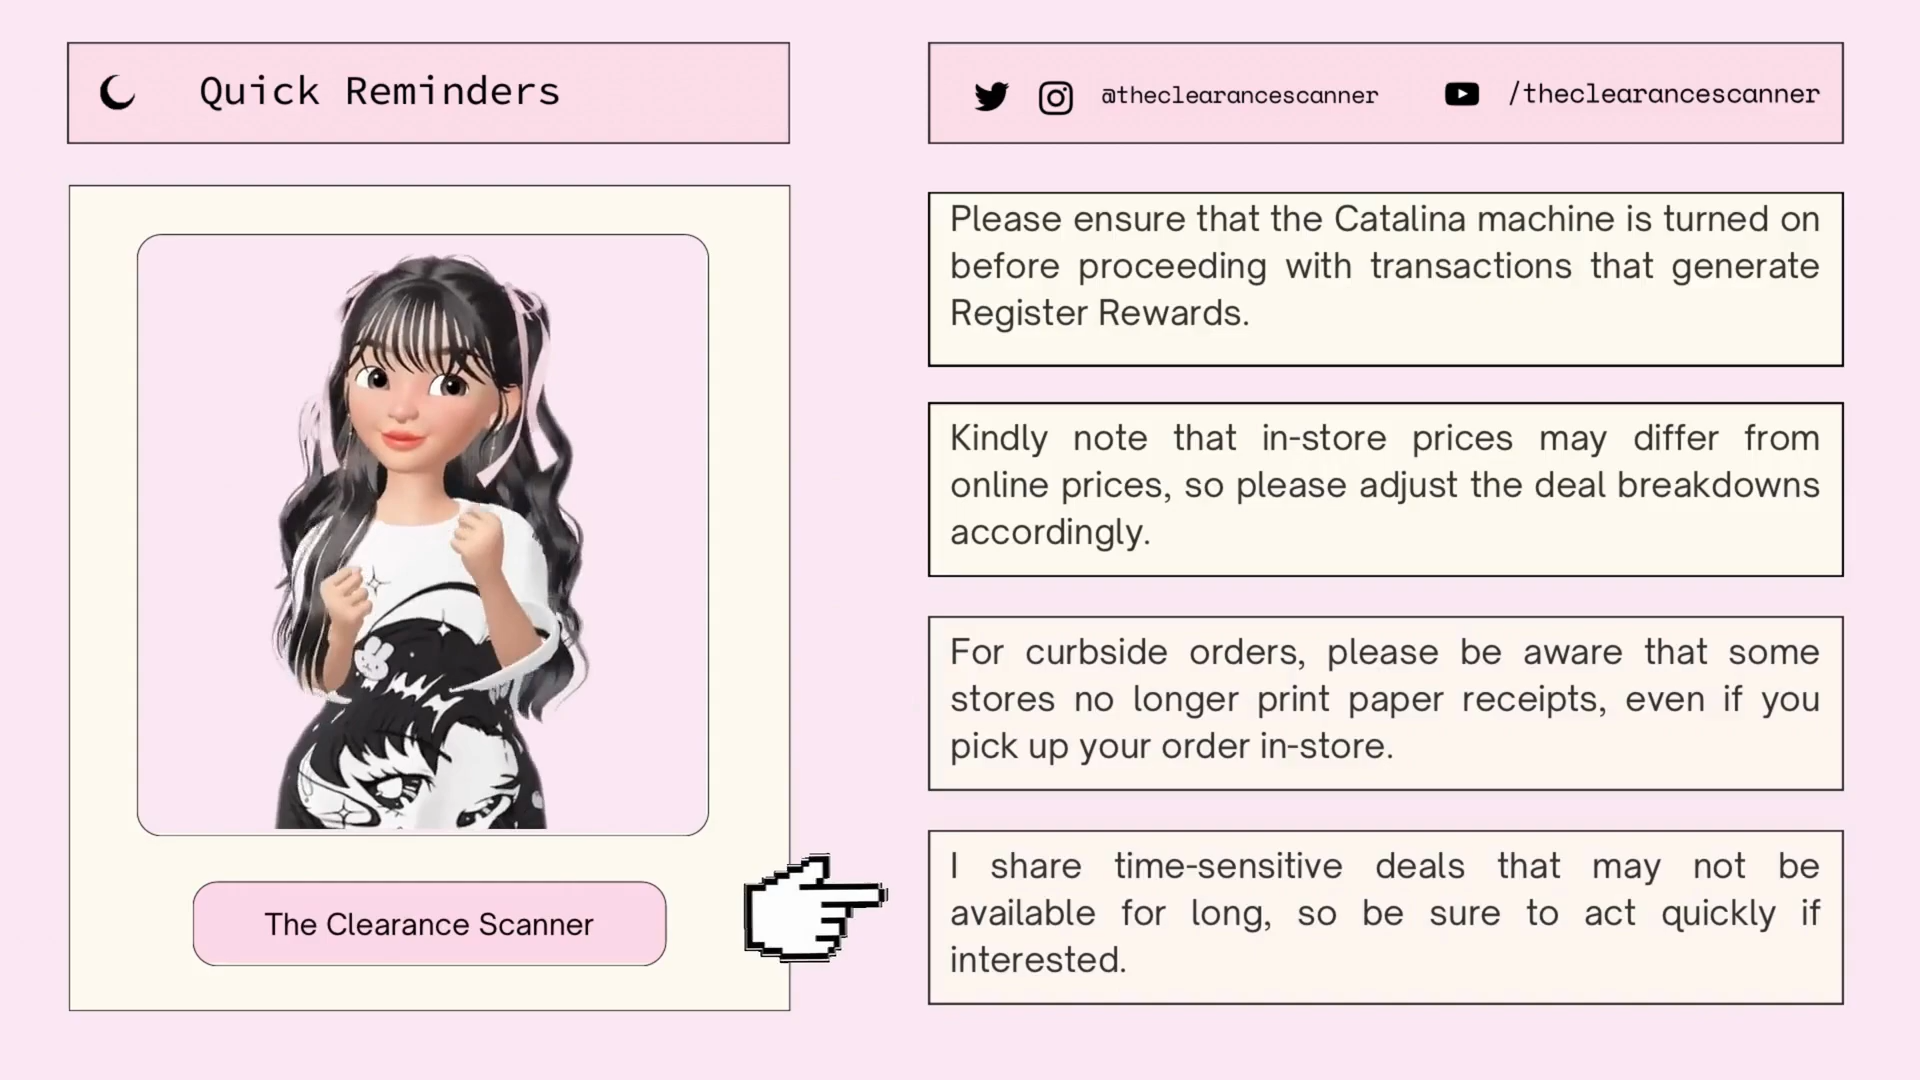 Quick Reminders
@theclearancescanner
/theclearancescanner
The Clearance Scanner
Please ensure that the Catalina machine is turned on
before proceeding with transactions that generate
Register Rewards.
Kindly note that in-store prices may differ from
online prices, so please adjust the deal breakdowns
accordingly.
For curbside orders, please be aware that some
stores no longer print paper receipts, even if you
pick up your order in-store.
I share time-sensitive deals that may not be
available for long, so be sure to act quickly if
interested.